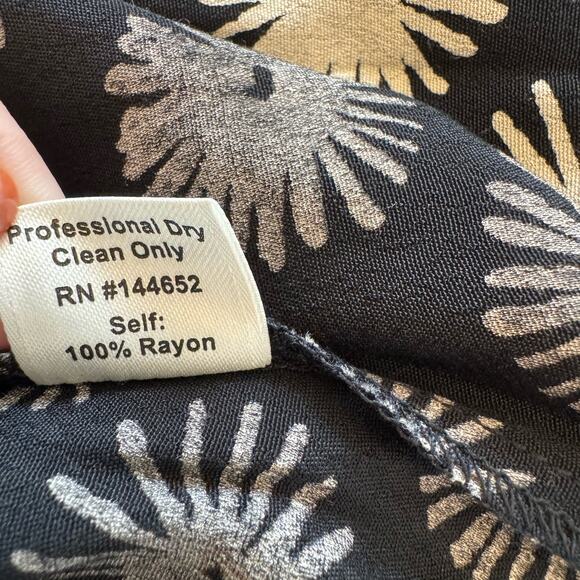 Professional Dry
Clean Only
RN #144652
Self:
100% Rayon